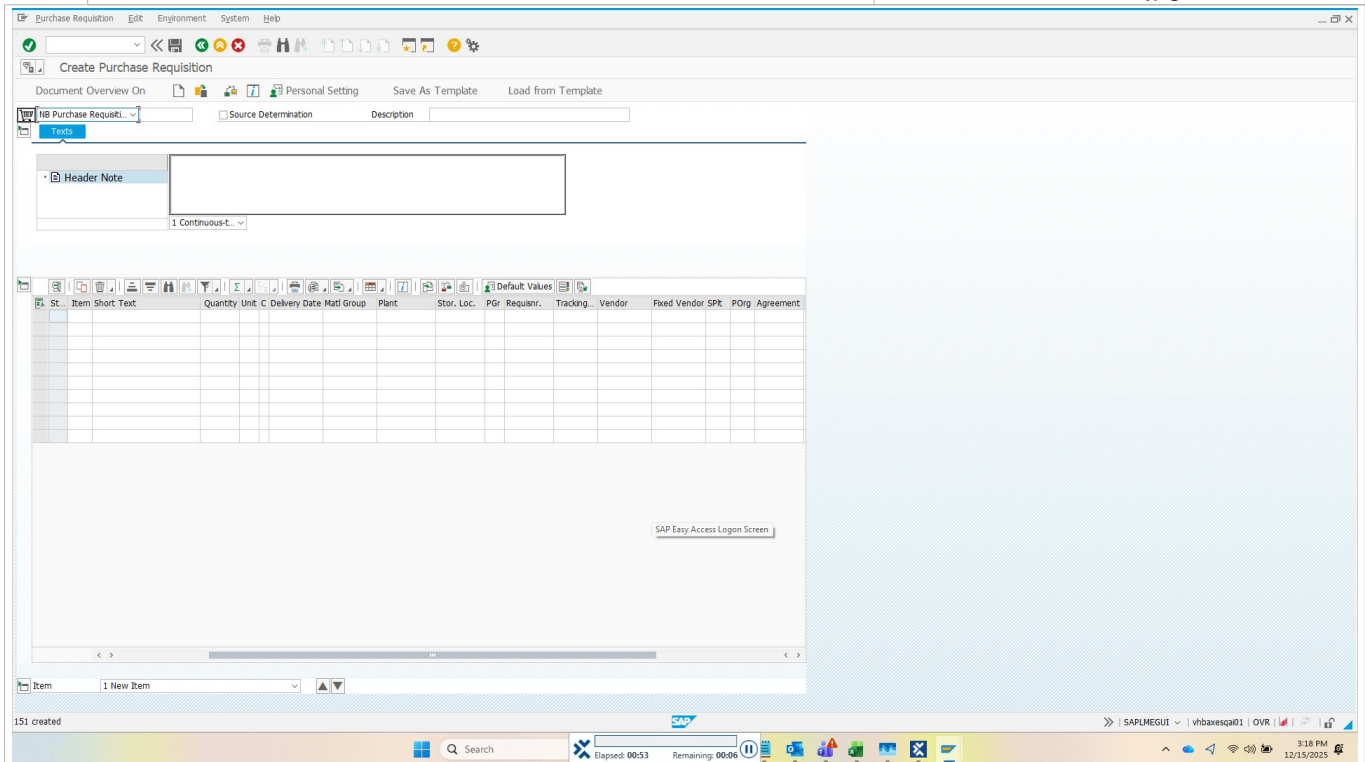 Purchase Requisition Edit Environment System Help
Create Purchase Requisition
Document Overview On Personal Setting Save As Template Load from Template
NB Purchase Requisiti... Source Determination Description
Texts
Header Note
1 Continuous-t...
Default Values
St... Item Short Text Quantity Unit C Delivery Date Matl Group Plant Stor. Loc. PGr Requisnr. Tracking... Vendor Fixed Vendor SPlt POrg Agreement
SAP Easy Access Logon Screen
Item 1 New Item
151 created SAP SAPLMEGUI vhbaxesqai01 OVR
Search Elapsed: 00:53 Remaining: 00:06 3:18 PM
12/15/2025